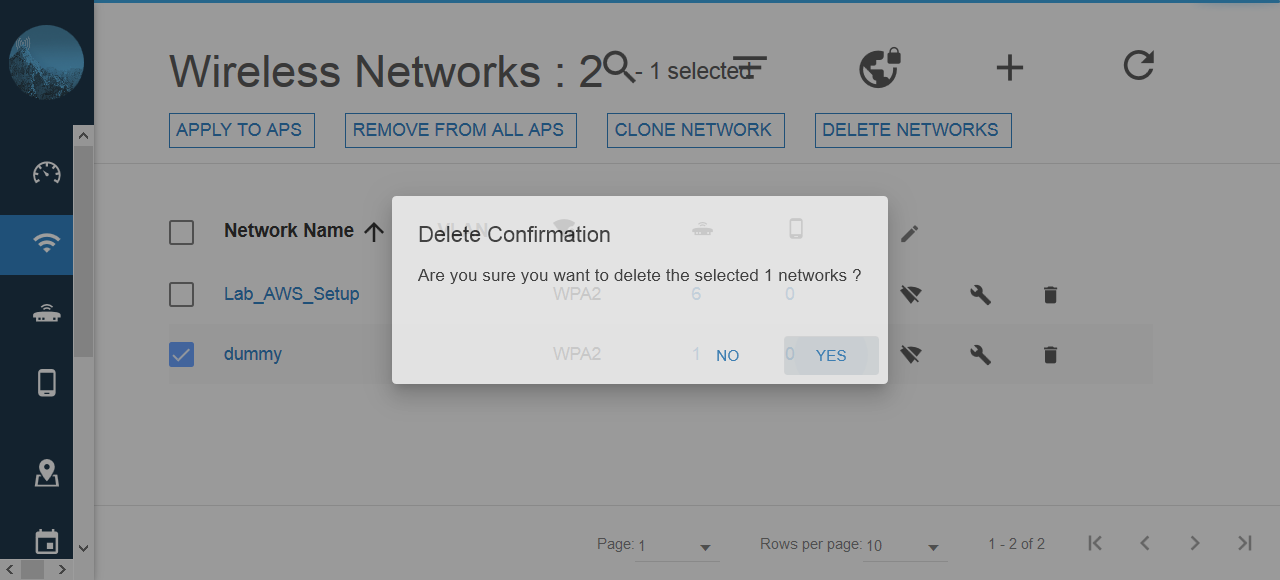 Wireless Networks : 2 - 1 selected
APPLY TO APS REMOVE FROM ALL APS CLONE NETWORK DELETE NETWORKS
Network Name VLAN
Delete Confirmation
Are you sure you want to delete the selected 1 networks ?
Lab_AWS_Setup WPA2 6 0
dummy WPA2 1 0
NO YES
Page: 1 Rows per page: 10 1 - 2 of 2